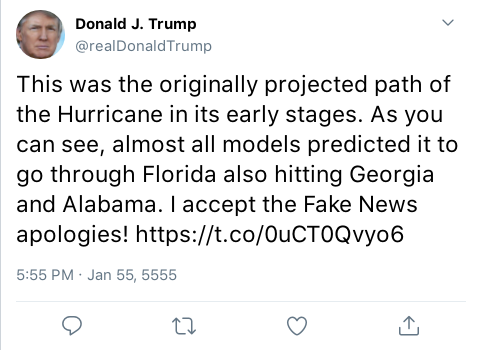 Donald J. Trump
@realDonaldTrump
This was the originally projected path of
the Hurricane in its early stages. As you
can see, almost all models predicted it to
go through Florida also hitting Georgia
and Alabama. I accept the Fake News
apologies! https://t.co/0uCT0Qvyo6
5:55 PM · Jan 55, 5555